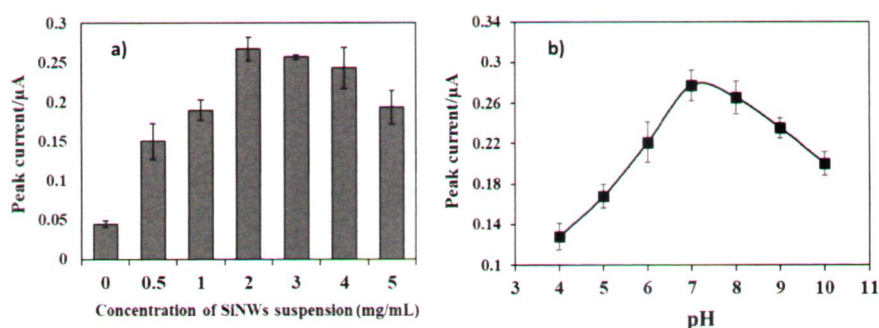 a)
Peak current/µA
0.3
0.25
0.2
0.15
0.1
0.05
0
0 0.5 1 2 3 4 5
Concentration of SiNWs suspension (mg/mL)
b)
Peak current/µA
0.34
0.3
0.26
0.22
0.18
0.14
0.1
3 4 5 6 7 8 9 10 11
pH